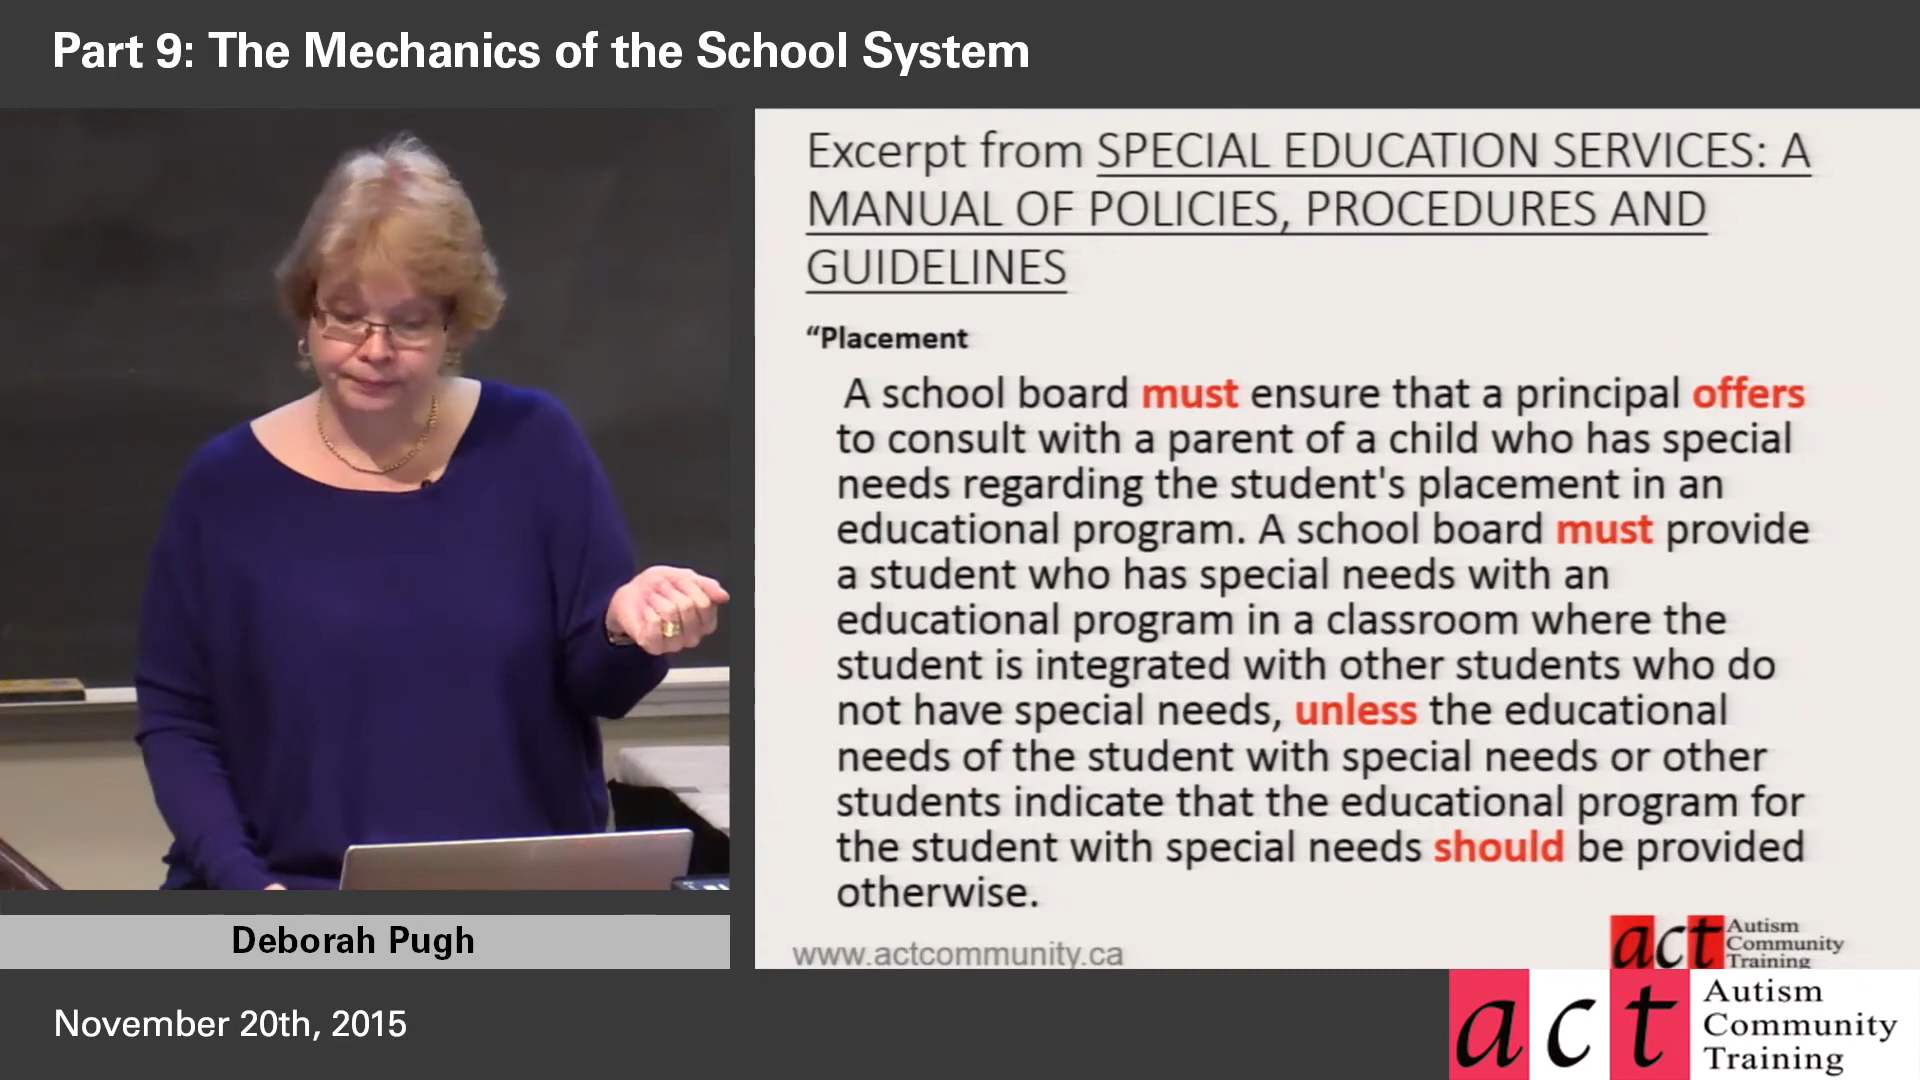 Part 9: The Mechanics of the School System
Excerpt from SPECIAL EDUCATION SERVICES: A
MANUAL OF POLICIES, PROCEDURES AND
GUIDELINES
“Placement
A school board must ensure that a principal offers
to consult with a parent of a child who has special
needs regarding the student's placement in an
educational program. A school board must provide
a student who has special needs with an
educational program in a classroom where the
student is integrated with other students who do
not have special needs, unless the educational
needs of the student with special needs or other
students indicate that the educational program for
the student with special needs should be provided
otherwise.
www.actcommunity.ca
act
Autism
Community
Training
Deborah Pugh
November 20th, 2015
act
Autism
Community
Training